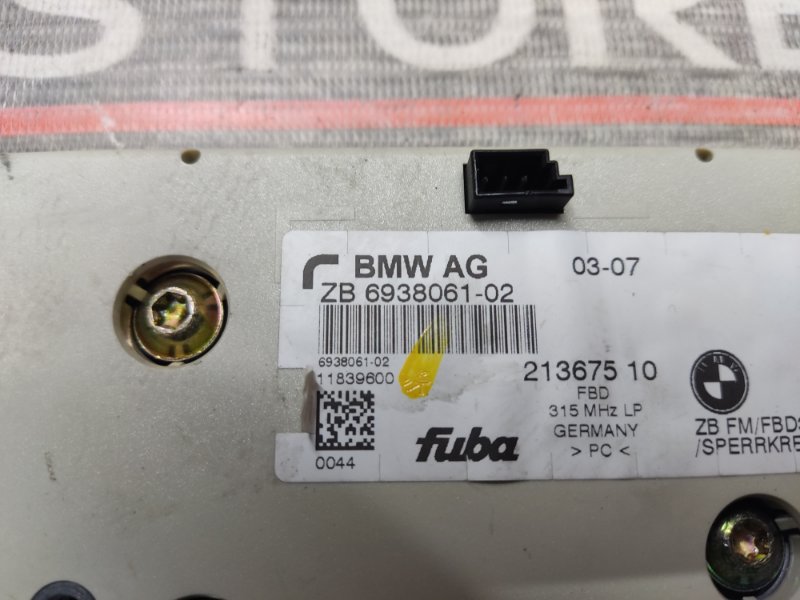 BMW AG 03-07
ZB 6938061-02
6938061-02
11839600
213675 10
FBD
315 MHz LP
GERMANY
> PC <
0044
fuba
ZB FM/FBD
/SPERRKRE